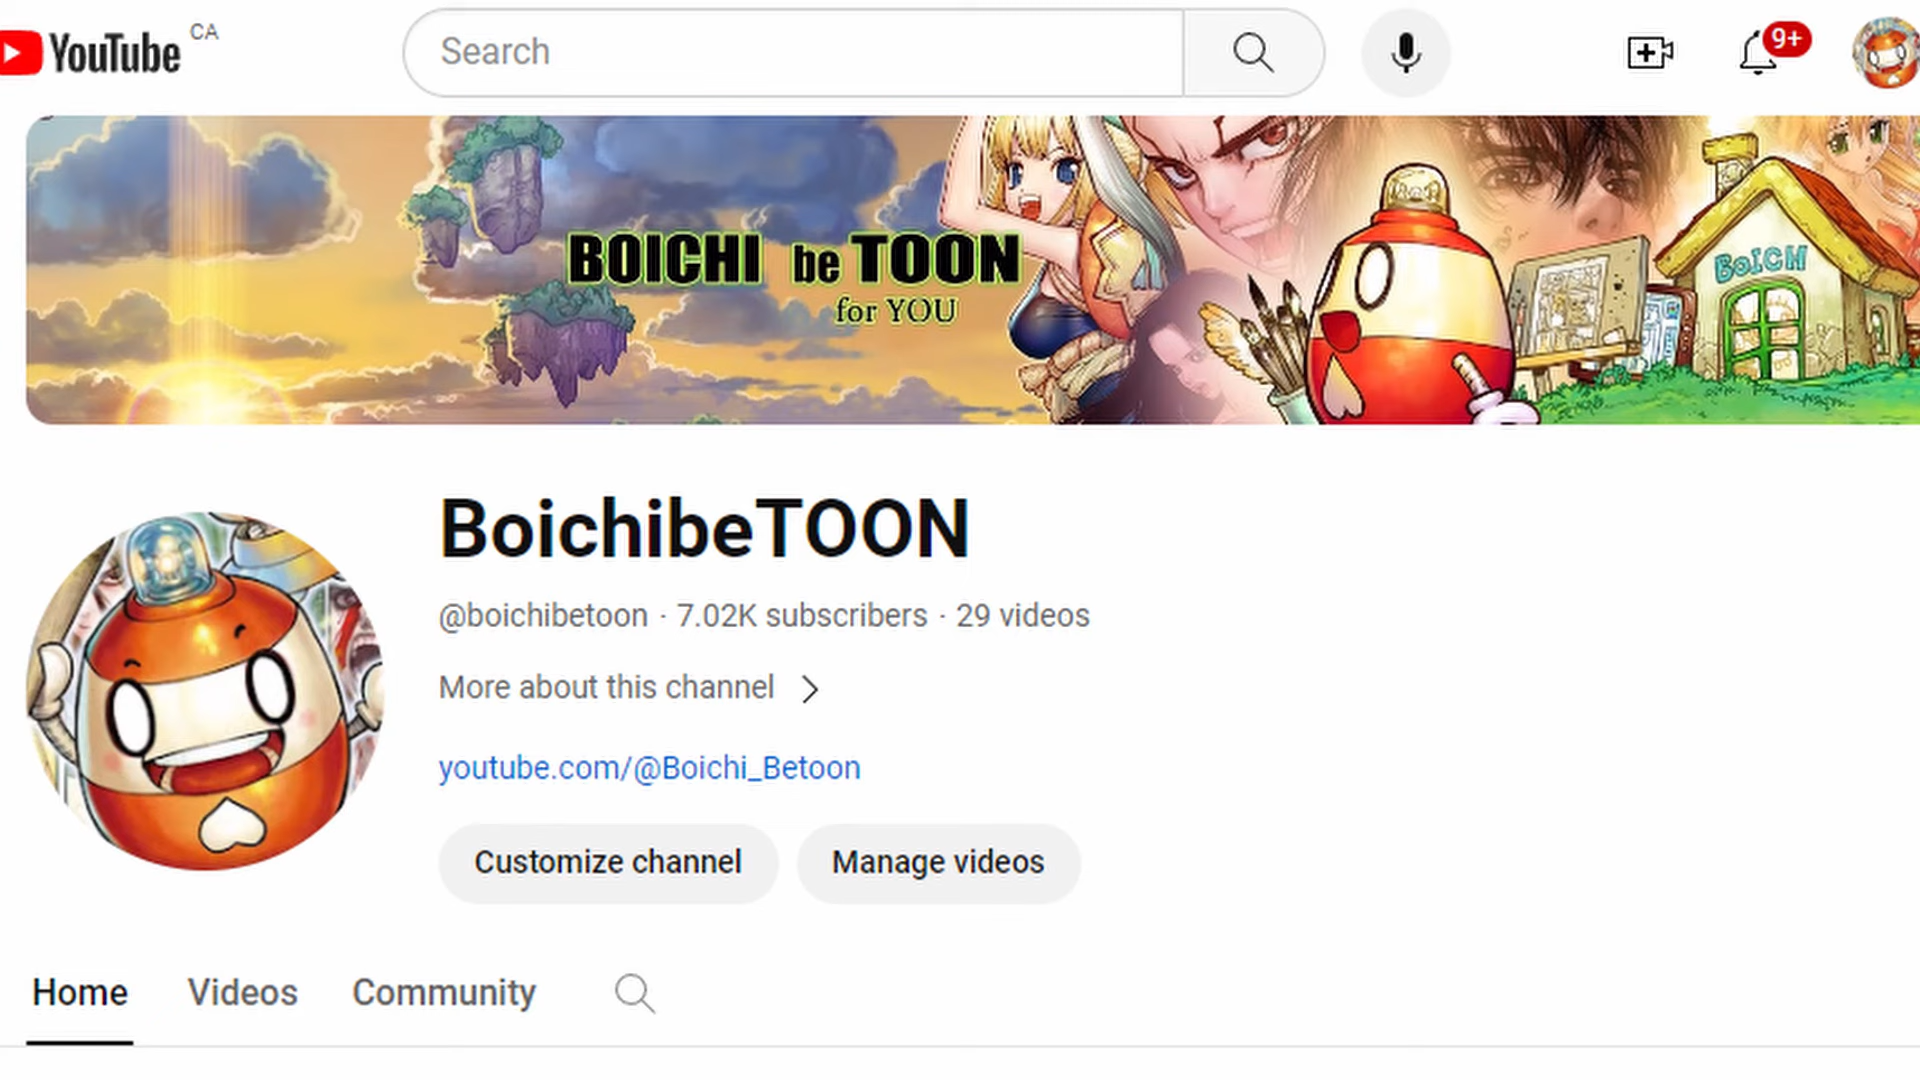 YouTube CA
Search
9+
BOICHI be TOON
for YOU
BOICH
BoichibeTOON
@boichibetoon · 7.02K subscribers · 29 videos
More about this channel
youtube.com/@Boichi_Betoon
Customize channel
Manage videos
Home
Videos
Community